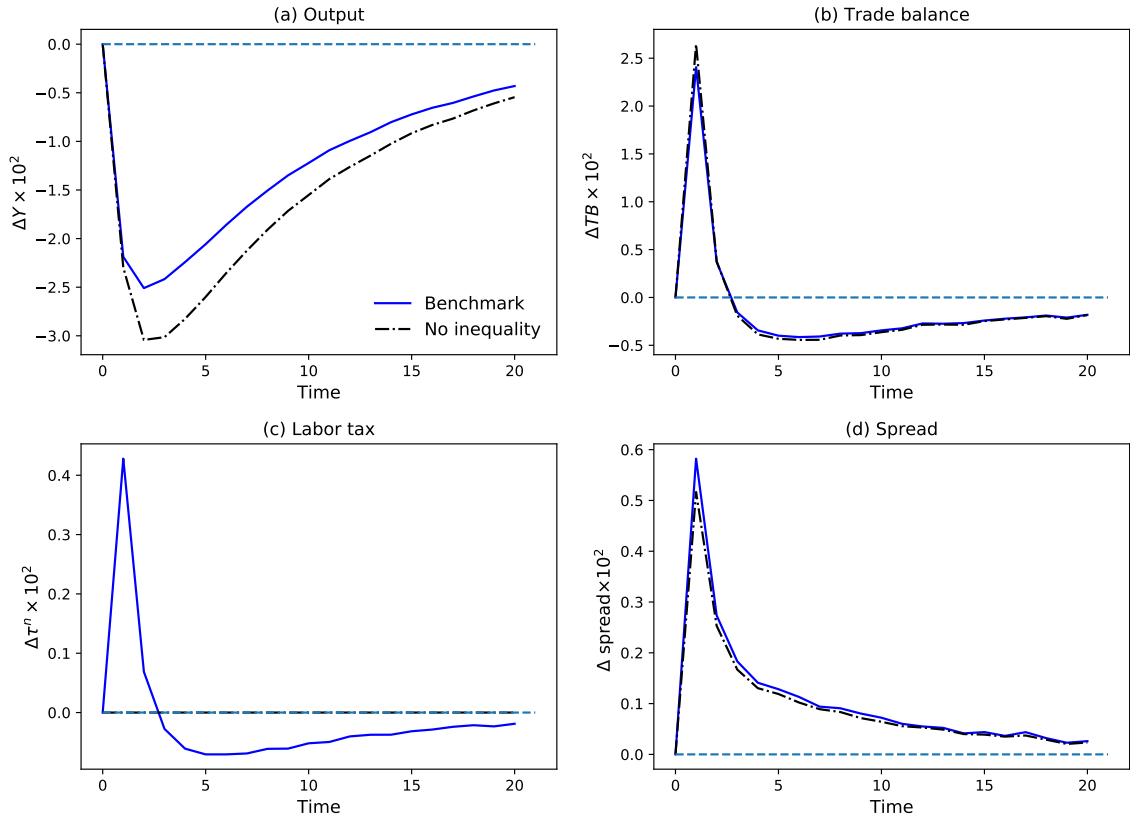 (a) Output
0.0
−0.5
−1.0
−1.5
−2.0
−2.5
−3.0
ΔY × 10²
Benchmark
No inequality
0 5 10 15 20
Time
(b) Trade balance
2.5
2.0
1.5
1.0
0.5
0.0
−0.5
ΔTB × 10²
0 5 10 15 20
Time
(c) Labor tax
0.4
0.3
0.2
0.1
0.0
Δτⁿ × 10²
0 5 10 15 20
Time
(d) Spread
0.6
0.5
0.4
0.3
0.2
0.1
0.0
Δ spread×10²
0 5 10 15 20
Time